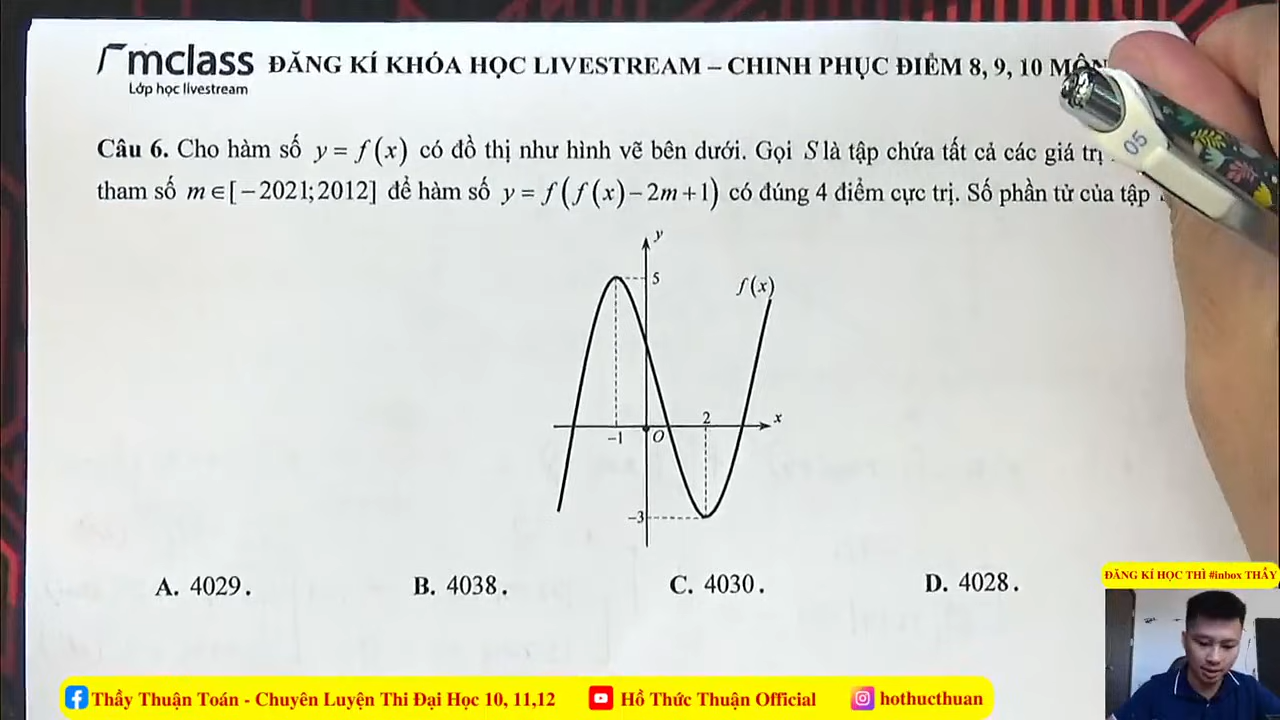 mclass ĐĂNG KÍ KHÓA HỌC LIVESTREAM – CHINH PHỤC ĐIỂM 8, 9, 10 MÔN
Lớp học livestream
Câu 6. Cho hàm số y = f(x) có đồ thị như hình vẽ bên dưới. Gọi S là tập chứa tất cả các giá trị
tham số m ∈ [−2021; 2012] để hàm số y = f(f(x) − 2m + 1) có đúng 4 điểm cực trị. Số phần tử của tập
y
5
f(x)
2
x
−1
O
−3
A. 4029.
B. 4038.
C. 4030.
D. 4028.
05
ĐĂNG KÍ HỌC THÌ #inbox THẦY
Thầy Thuận Toán - Chuyên Luyện Thi Đại Học 10, 11,12
Hồ Thức Thuận Official
hothucthuan